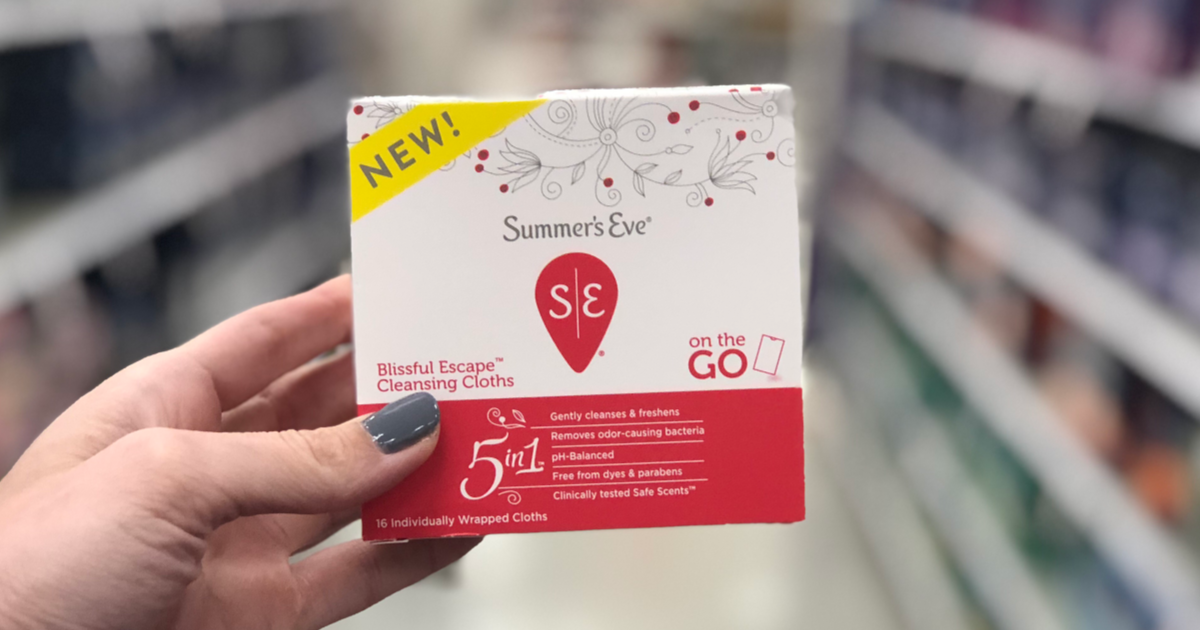 NEW!
Summer's Eve®
S|E®
Blissful Escape™
Cleansing Cloths
on the
GO
5in1™
Gently cleanses & freshens
Removes odor-causing bacteria
pH-Balanced
Free from dyes & parabens
Clinically tested Safe Scents™
16 Individually Wrapped Cloths